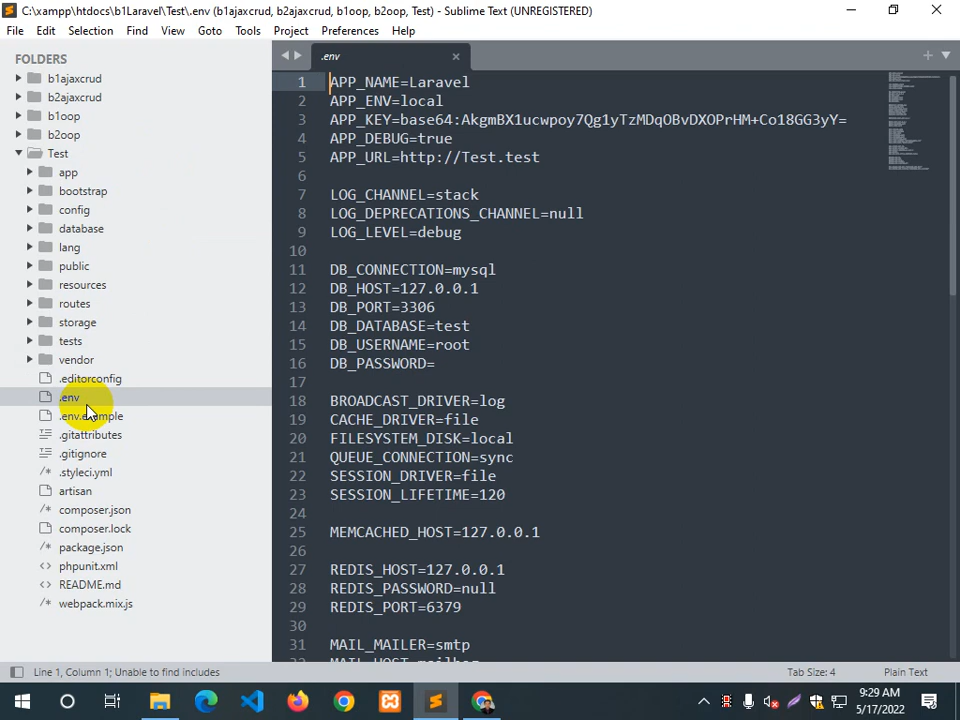 C:\xampp\htdocs\b1Laravel\Test\.env (b1ajaxcrud, b2ajaxcrud, b1oop, b2oop, Test) - Sublime Text (UNREGISTERED)
File Edit Selection Find View Goto Tools Project Preferences Help
FOLDERS
b1ajaxcrud
b2ajaxcrud
b1oop
b2oop
Test
app
bootstrap
config
database
lang
public
resources
routes
storage
tests
vendor
.editorconfig
.env
.env.example
.gitattributes
.gitignore
.styleci.yml
artisan
composer.json
composer.lock
package.json
phpunit.xml
README.md
webpack.mix.js
.env
1 APP_NAME=Laravel
2 APP_ENV=local
3 APP_KEY=base64:AkgmBX1ucwpoy7Qg1yTzMDqOBvDXOPrHM+Co18GG3yY=
4 APP_DEBUG=true
5 APP_URL=http://Test.test
6
7 LOG_CHANNEL=stack
8 LOG_DEPRECATIONS_CHANNEL=null
9 LOG_LEVEL=debug
10
11 DB_CONNECTION=mysql
12 DB_HOST=127.0.0.1
13 DB_PORT=3306
14 DB_DATABASE=test
15 DB_USERNAME=root
16 DB_PASSWORD=
17
18 BROADCAST_DRIVER=log
19 CACHE_DRIVER=file
20 FILESYSTEM_DISK=local
21 QUEUE_CONNECTION=sync
22 SESSION_DRIVER=file
23 SESSION_LIFETIME=120
24
25 MEMCACHED_HOST=127.0.0.1
26
27 REDIS_HOST=127.0.0.1
28 REDIS_PASSWORD=null
29 REDIS_PORT=6379
30
31 MAIL_MAILER=smtp
Line 1, Column 1; Unable to find includes
Tab Size: 4
Plain Text
9:29 AM
5/17/2022